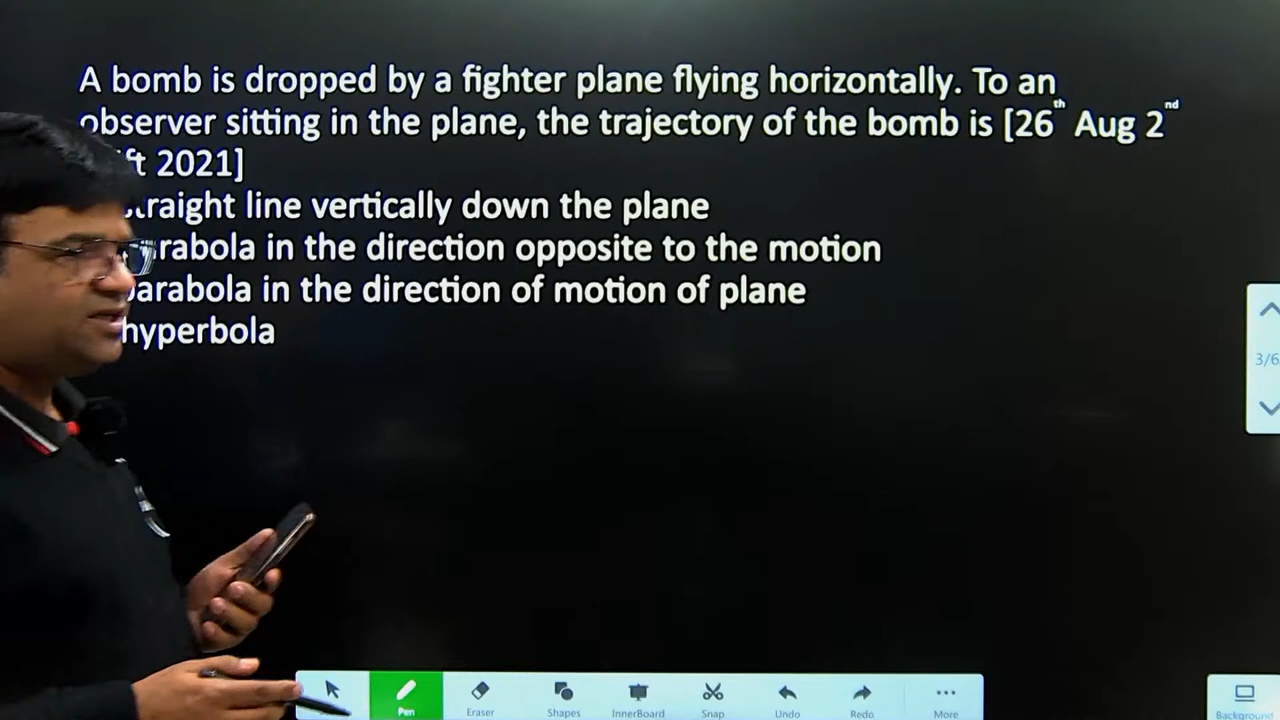 A bomb is dropped by a fighter plane flying horizontally. To an
observer sitting in the plane, the trajectory of the bomb is [26th Aug 2nd
2021]
straight line vertically down the plane
in the direction opposite to the motion
parabola in the direction of motion of plane
hyperbola
3/6
Pen
Eraser
Shapes
InnerBoard
Snap
Undo
Redo
More
Background